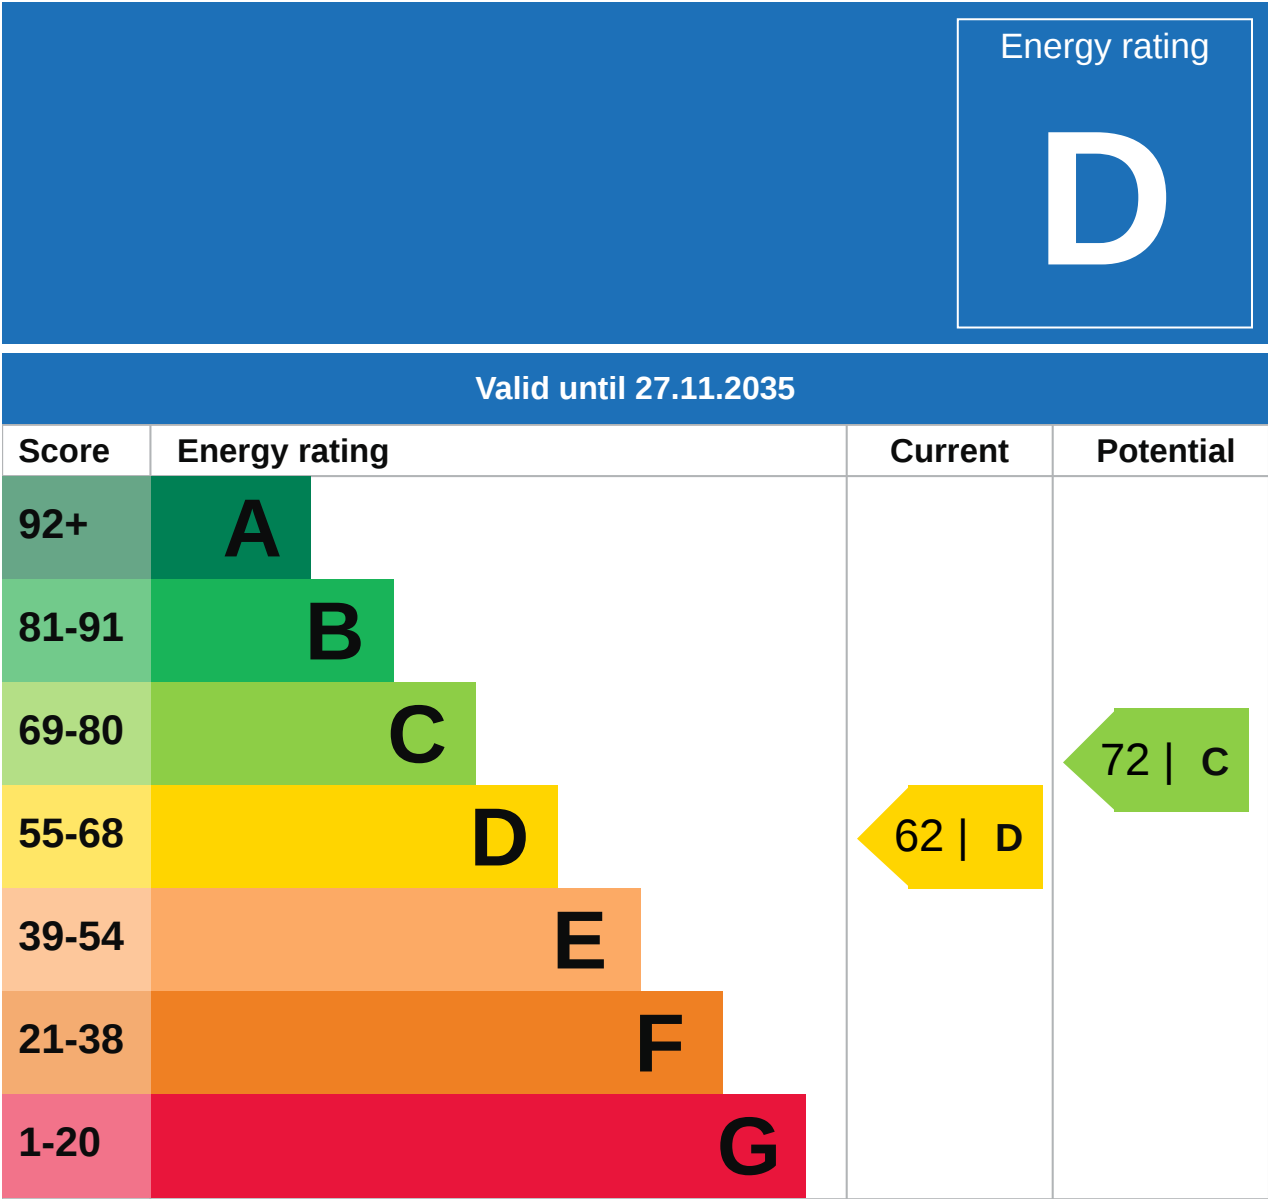 Energy rating
D
Valid until 27.11.2035
Score Energy rating Current Potential
92+ A
81-91 B
69-80 C
72 | C
55-68 D
62 | D
39-54 E
21-38 F
1-20 G